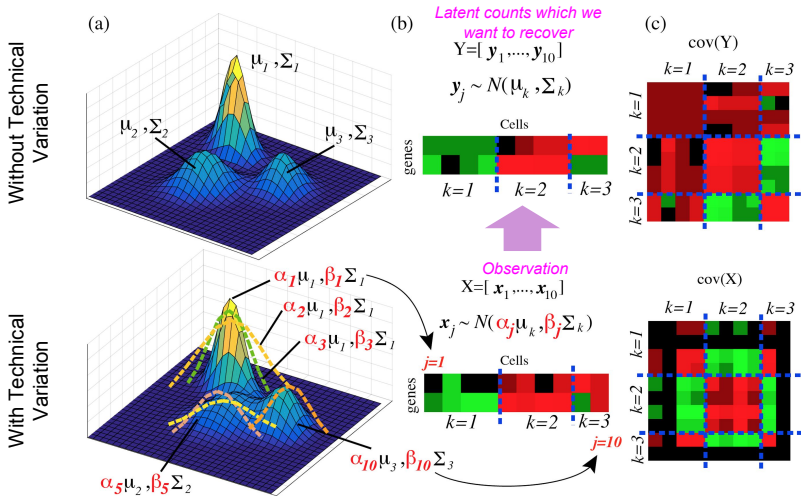 (a)
(b)
(c)
Without Technical
Variation
μ₁,Σ₁
μ₂,Σ₂
μ₃,Σ₃
Latent counts which we
want to recover
Y=[ y₁,..., y₁₀]
yⱼ ~ N(μₖ,Σₖ)
Cells
genes
k=1
k=2
k=3
cov(Y)
k=1
k=2
k=3
k=1
k=2
k=3
With Technical
Variation
α₁μ₁,β₁Σ₁
α₂μ₁,β₂Σ₁
α₃μ₁,β₃Σ₁
α₅μ₂,β₅Σ₂
α₁₀μ₃,β₁₀Σ₃
Observation
X=[ x₁,..., x₁₀]
xⱼ ~ N(αⱼμₖ,βⱼΣₖ)
j=1
Cells
genes
k=1
k=2
k=3
j=10
cov(X)
k=1
k=2
k=3
k=1
k=2
k=3